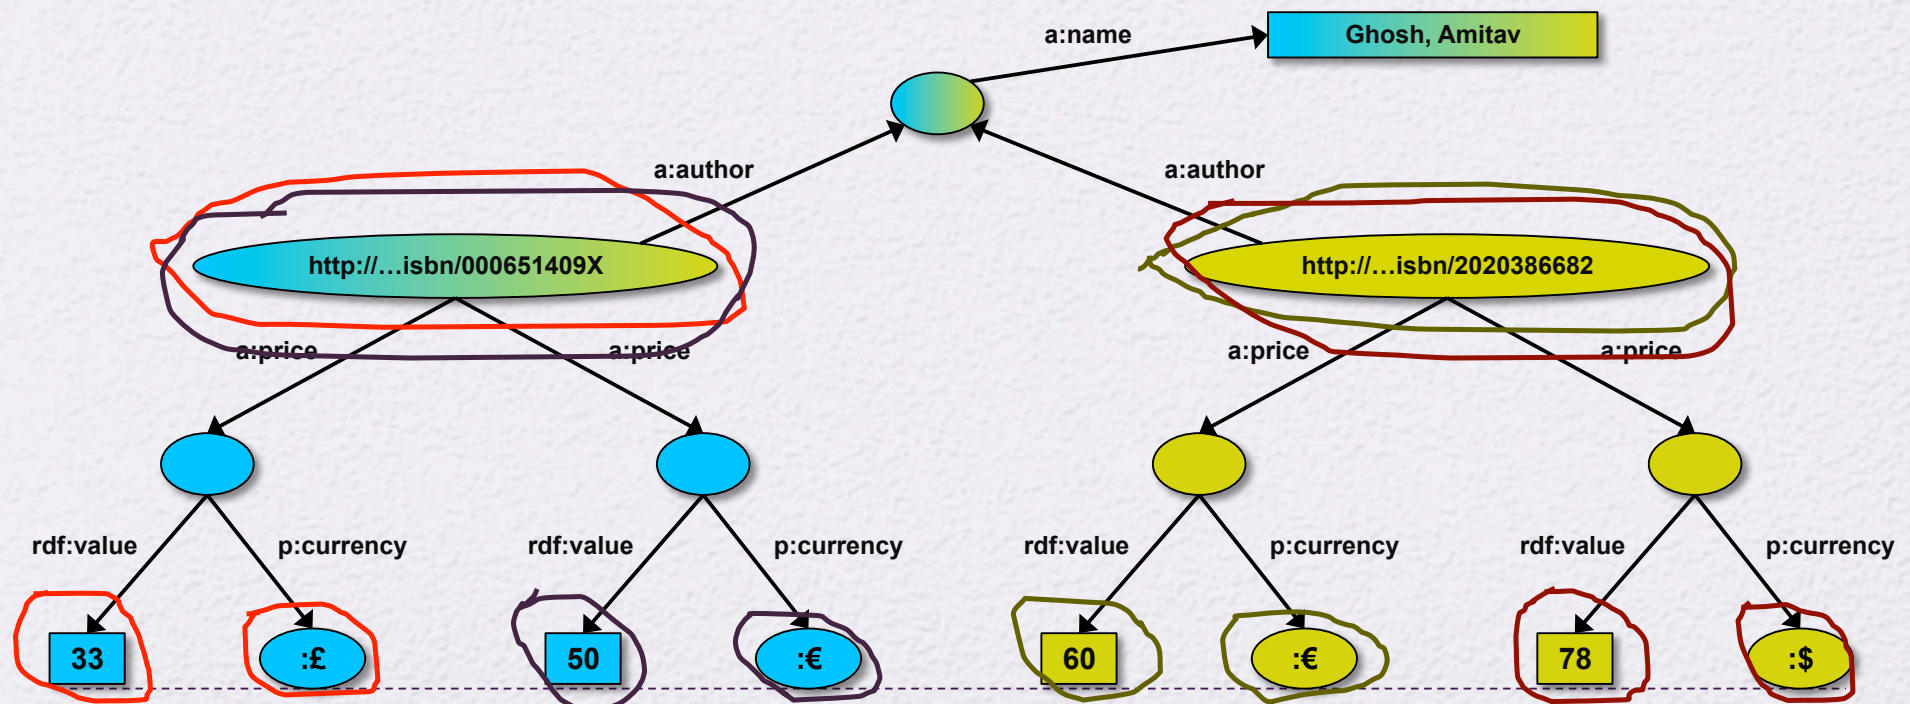 a:name
Ghosh, Amitav
a:author
a:author
http://…isbn/000651409X
http://…isbn/2020386682
a:price
a:price
a:price
a:price
rdf:value
p:currency
rdf:value
p:currency
rdf:value
p:currency
rdf:value
p:currency
33
:£
50
:€
60
:€
78
:$